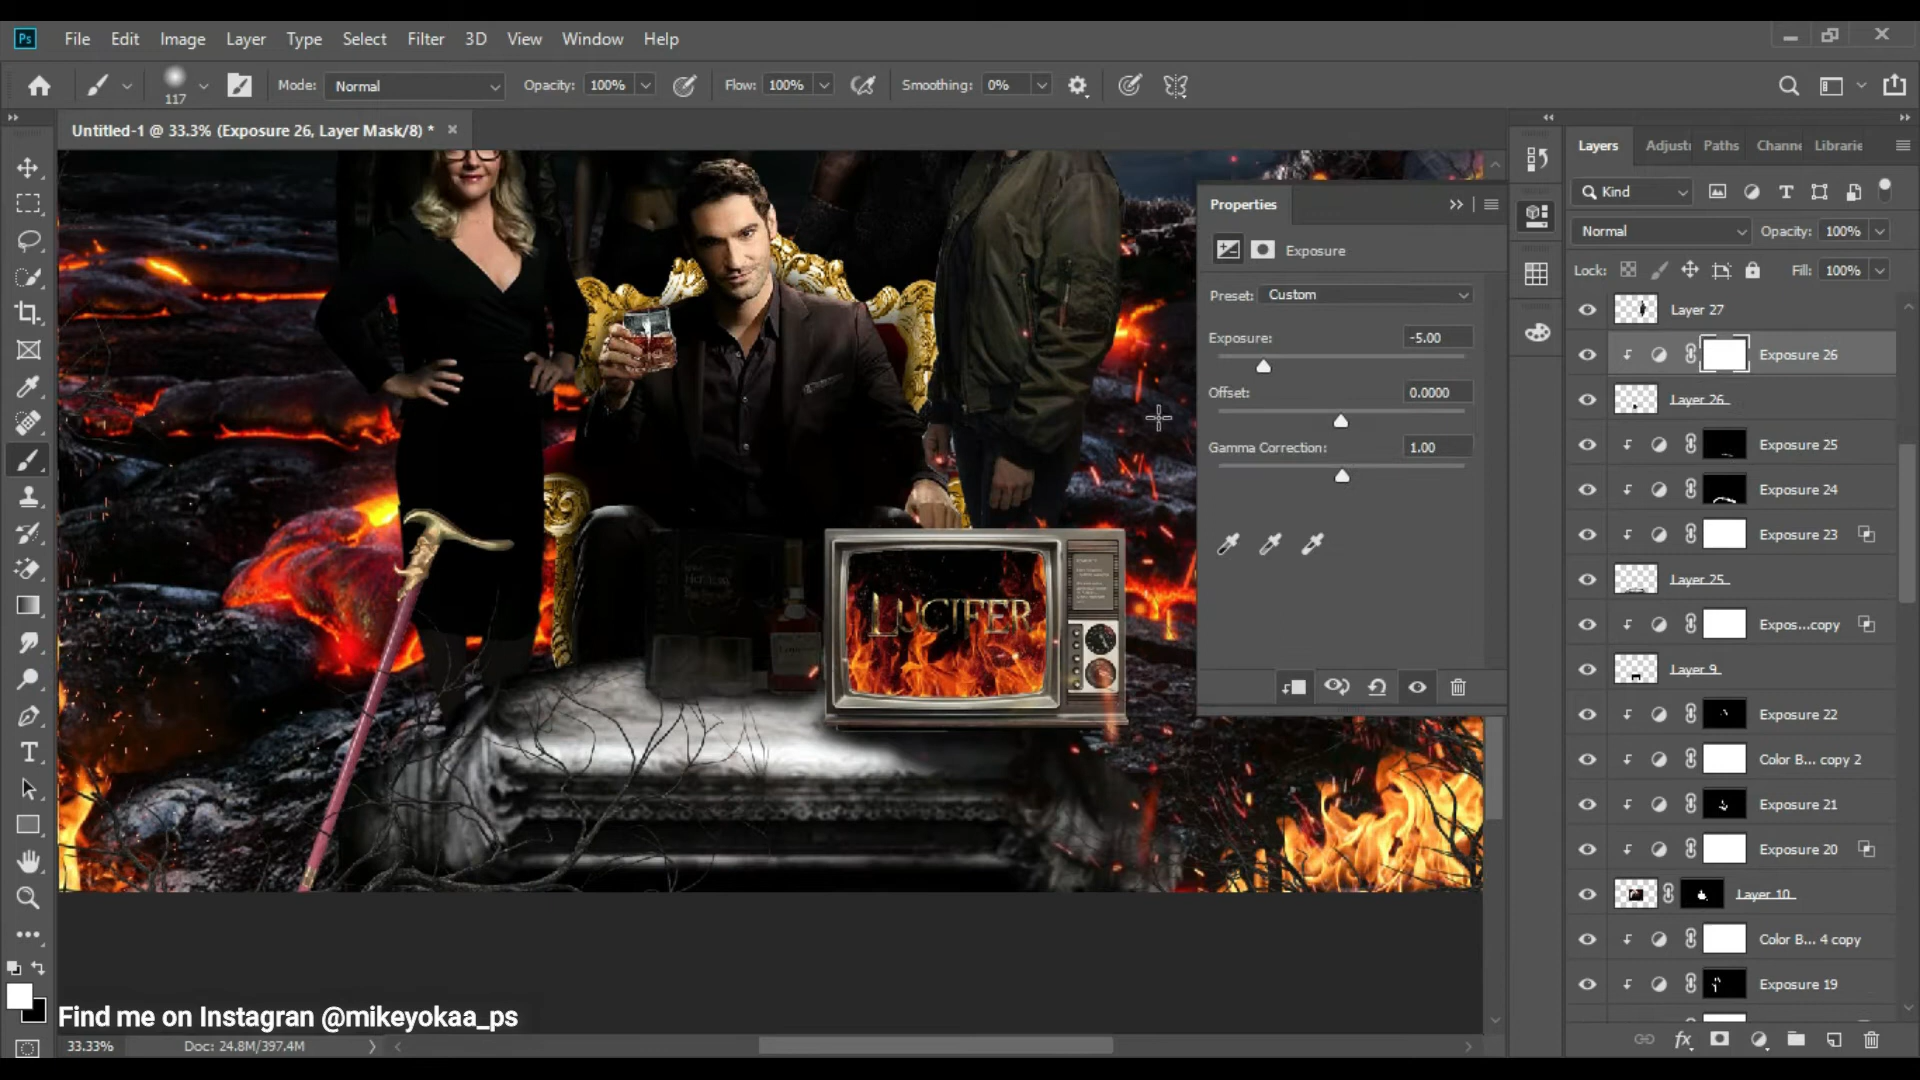 Ps File Edit Image Layer Type Select Filter 3D View Window Help
117 Mode: Normal Opacity: 100% Flow: 100% Smoothing: 0%
Untitled-1 @ 33.3% (Exposure 26, Layer Mask/8) *
Layers Adjustı Paths Channe Librarie
Kind
Normal Opacity: 100%
Lock: Fill: 100%
Properties
Exposure
Preset: Custom
Exposure: -5.00
Offset: 0.0000
Gamma Correction: 1.00
Layer 27
Exposure 26
Layer 26
Exposure 25
Exposure 24
Exposure 23
Layer 25
Expos...copy
Layer 9
Exposure 22
Color B... copy 2
Exposure 21
Exposure 20
Layer 10
Color B... 4 copy
Exposure 19
LUCIFER
Find me on Instagran @mikeyokaa_ps
33.33% Doc: 24.8M/397.4M